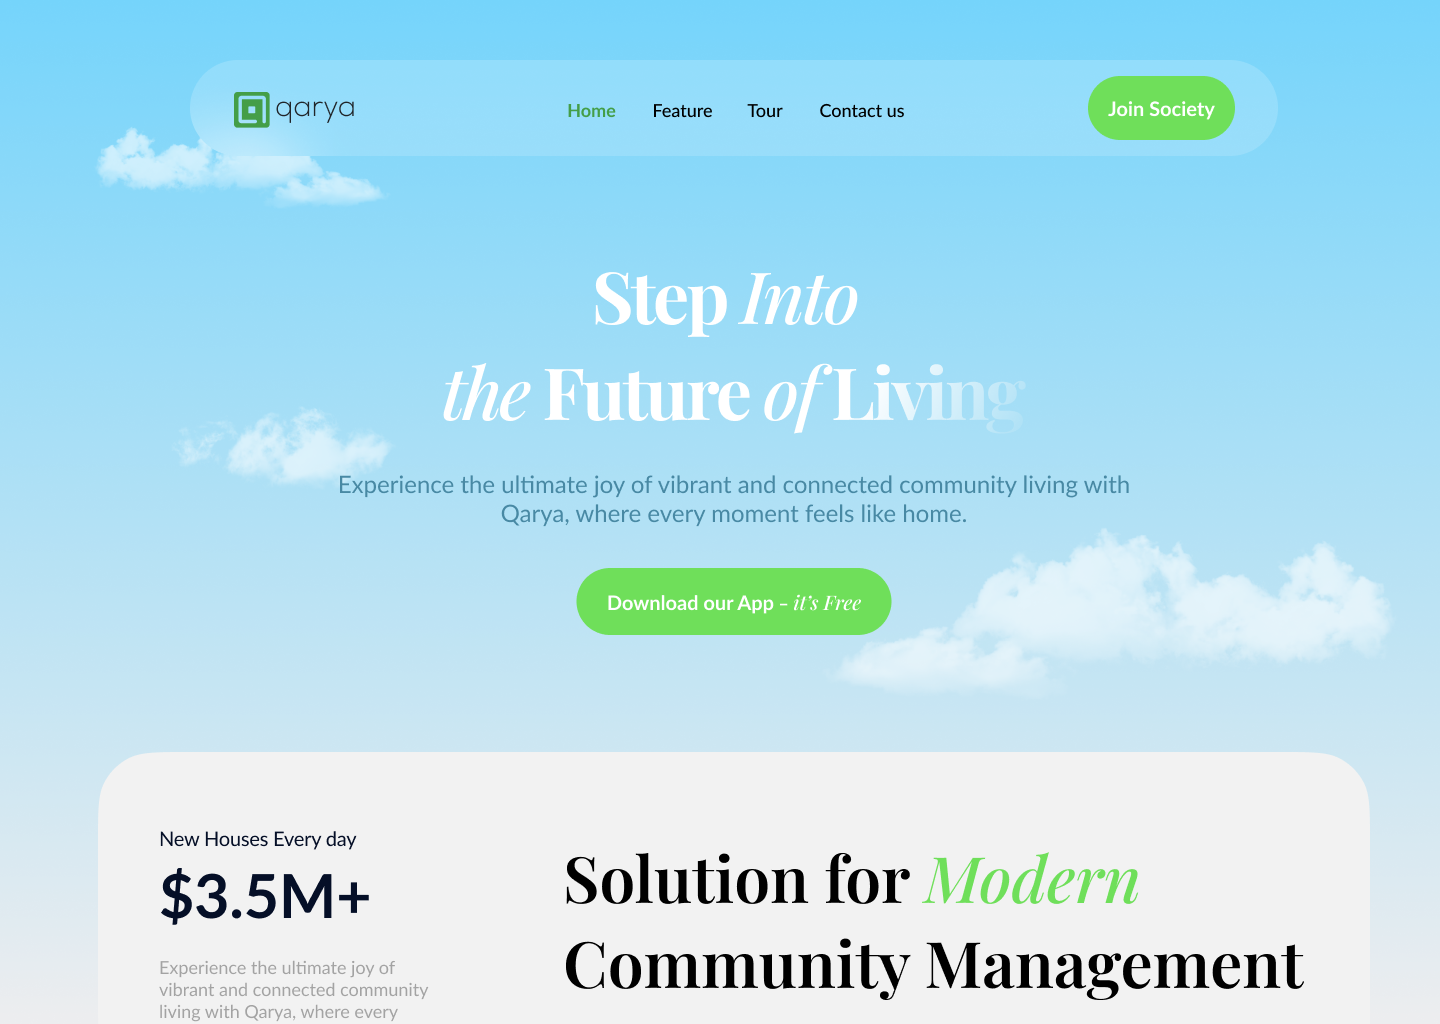 qarya
Home Feature Tour Contact us
Join Society
Step Into
the Future of Living
Experience the ultimate joy of vibrant and connected community living with
Qarya, where every moment feels like home.
Download our App – it’s Free
New Houses Every day
$3.5M+
Experience the ultimate joy of
vibrant and connected community
living with Qarya, where every
Solution for Modern
Community Management